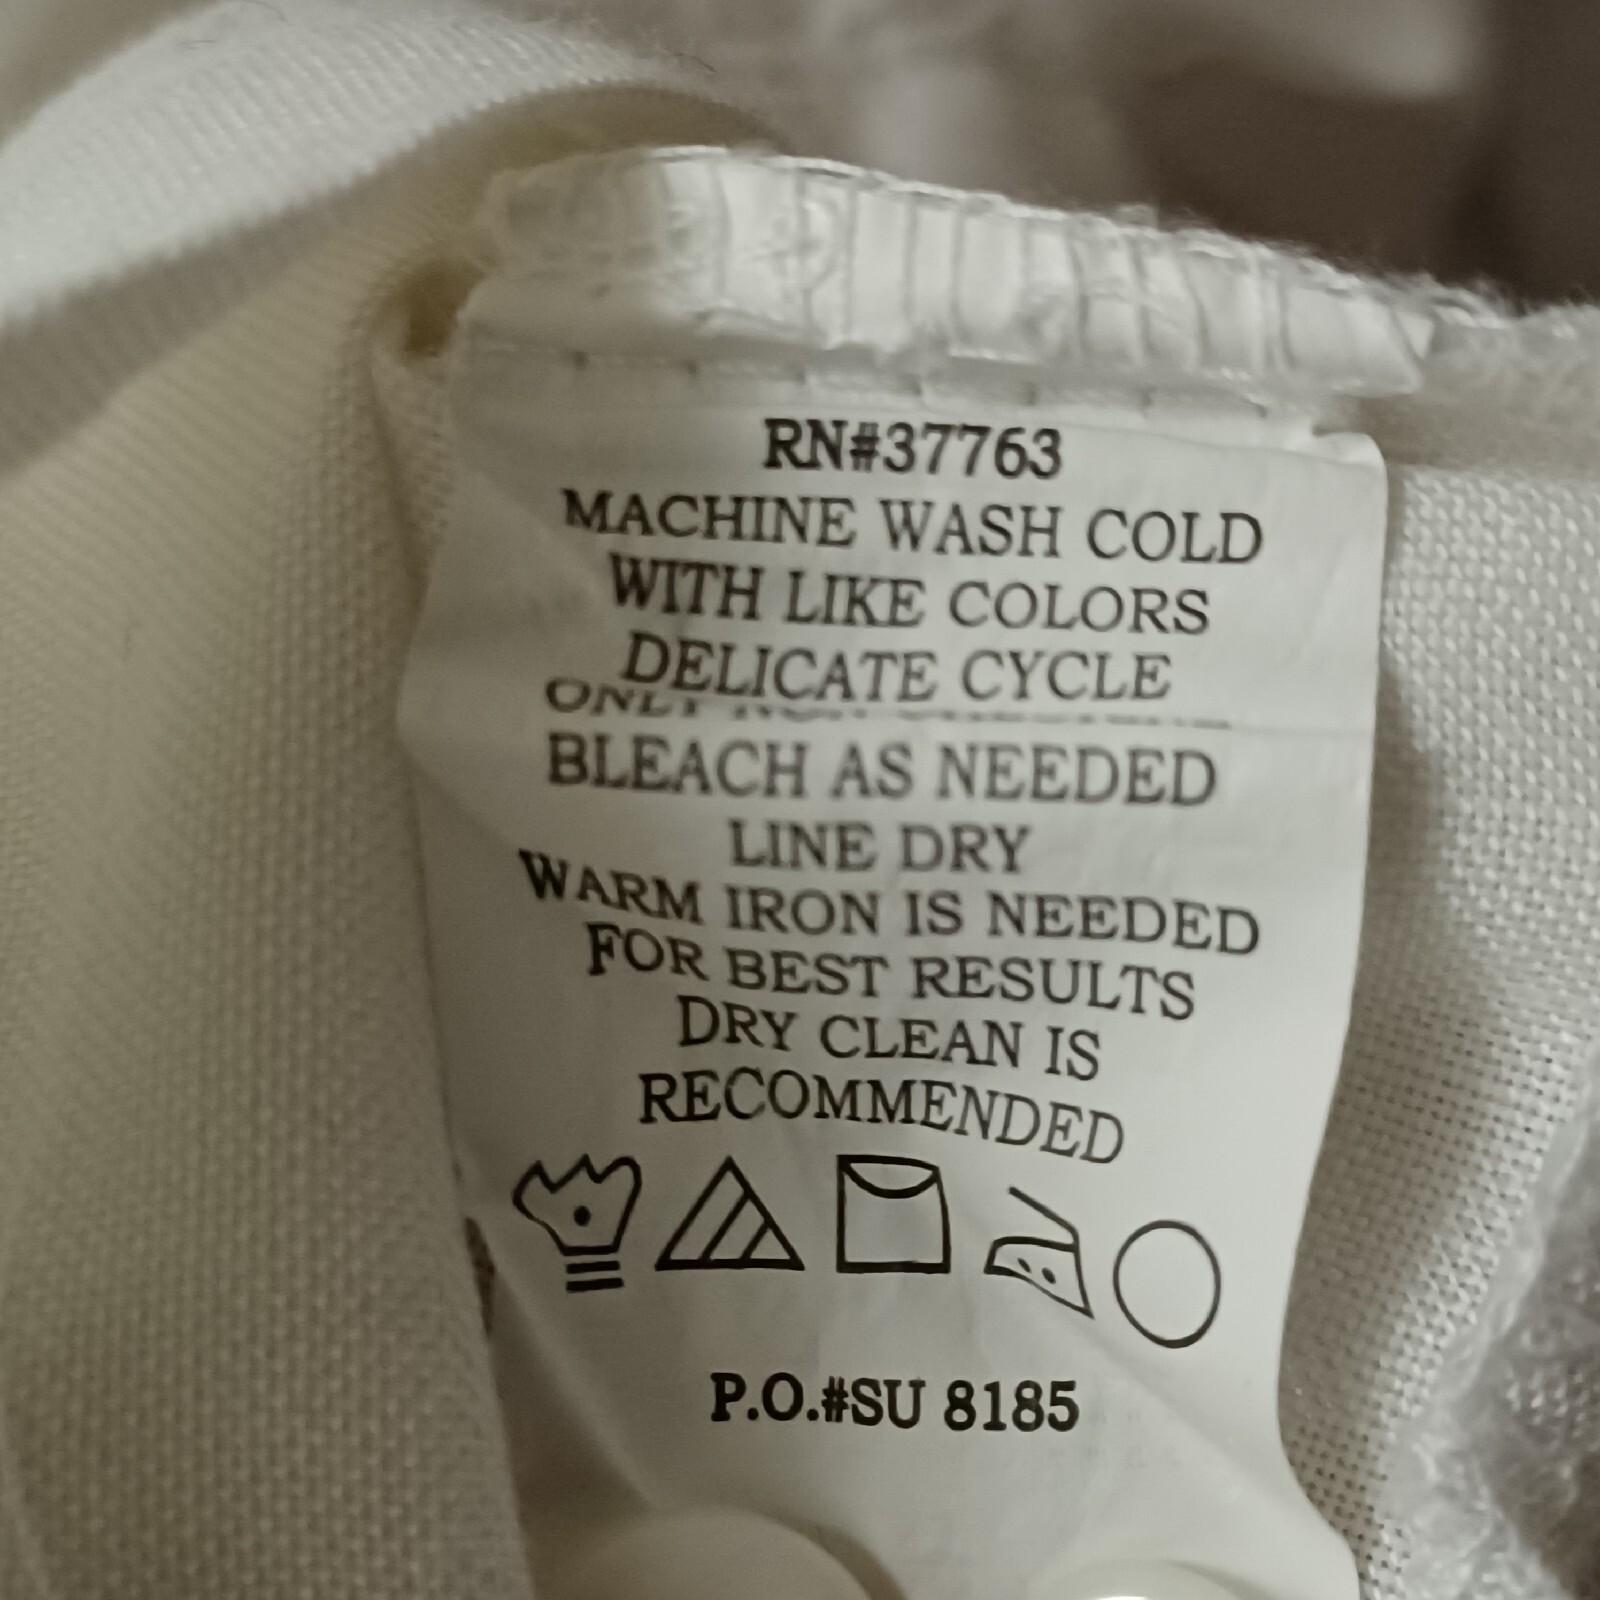 RN#37763
MACHINE WASH COLD
WITH LIKE COLORS
DELICATE CYCLE
ONLY
BLEACH AS NEEDED
LINE DRY
WARM IRON IS NEEDED
FOR BEST RESULTS
DRY CLEAN IS
RECOMMENDED
P.O.#SU 8185